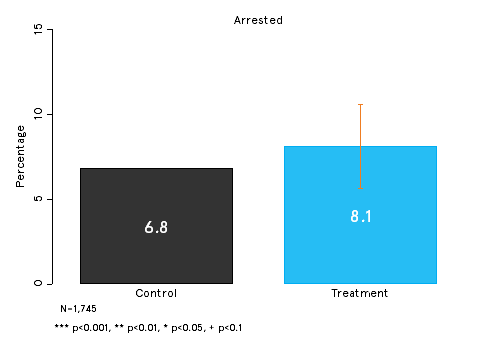 Arrested
15
10
5
0
Percentage
6.8
8.1
Control
Treatment
N=1,745
*** p<0.001, ** p<0.01, * p<0.05, + p<0.1